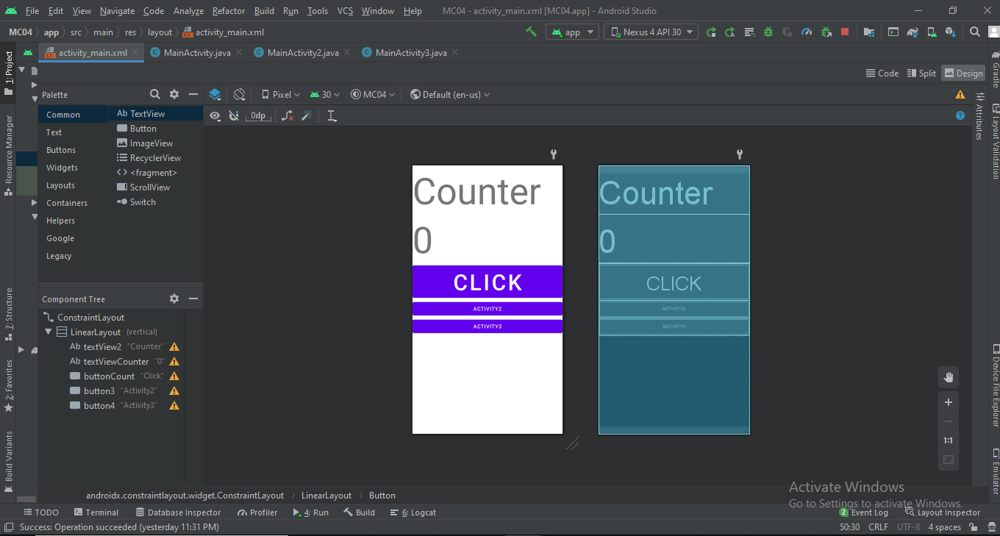 File Edit View Navigate Code Analyze Refactor Build Run Tools VCS Window Help MC04 - activity_main.xml [MC04.app] - Android Studio
MC04 app src main res layout activity_main.xml app Nexus 4 API 30
activity_main.xml MainActivity.java MainActivity2.java MainActivity3.java
Code Split Design
Palette Pixel 30 MC04 Default (en-us)
0dp
Common
Text
Buttons
Widgets
Layouts
Containers
Helpers
Google
Legacy
Ab TextView
Button
ImageView
RecyclerView
<fragment>
ScrollView
Switch
Component Tree
ConstraintLayout
LinearLayout (vertical)
Ab textView2 "Counter"
Ab textViewCounter "0"
buttonCount "Click"
button3 "Activity2"
button4 "Activity3"
Counter
0
CLICK
ACTIVITY2
ACTIVITY3
Counter
0
CLICK
ACTIVITY2
ACTIVITY3
1:1
1: Project
Resource Manager
7: Structure
2: Favorites
Build Variants
Attributes
Gradle
Layout Validation
Device File Explorer
Emulator
Activate Windows
Go to Settings to activate Windows.
androidx.constraintlayout.widget.ConstraintLayout LinearLayout Button
TODO Terminal Database Inspector Profiler 4: Run Build 6: Logcat 2 Event Log Layout Inspector
Success: Operation succeeded (yesterday 11:31 PM) 50:30 CRLF UTF-8 4 spaces